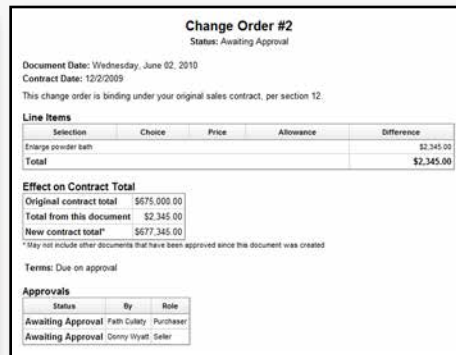 Change Order #2
Status: Awaiting Approval
Document Date: Wednesday, June 02, 2010
Contract Date: 12/2/2009
This change order is binding under your original sales contract, per section 12.
Line Items
Selection Choice Price Allowance Difference
Enlarge powder bath $2,345.00
Total $2,345.00
Effect on Contract Total
Original contract total $675,000.00
Total from this document $2,345.00
New contract total* $677,345.00
* May not include other documents that have been approved since this document was created
Terms: Due on approval
Approvals
Status By Role
Awaiting Approval Faith Cullaty Purchaser
Awaiting Approval Donny Wyatt Seller